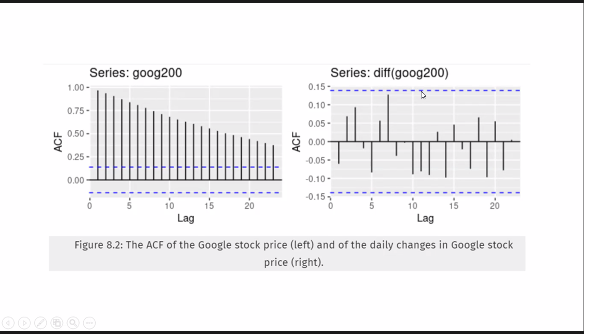 Series: goog200
Series: diff(goog200)
1.00
0.75
0.50
0.25
0.00
ACF
0 5 10 15 20
Lag
0.15
0.10
0.05
0.00
-0.05
-0.10
-0.15
ACF
0 5 10 15 20
Lag
Figure 8.2: The ACF of the Google stock price (left) and of the daily changes in Google stock
price (right).